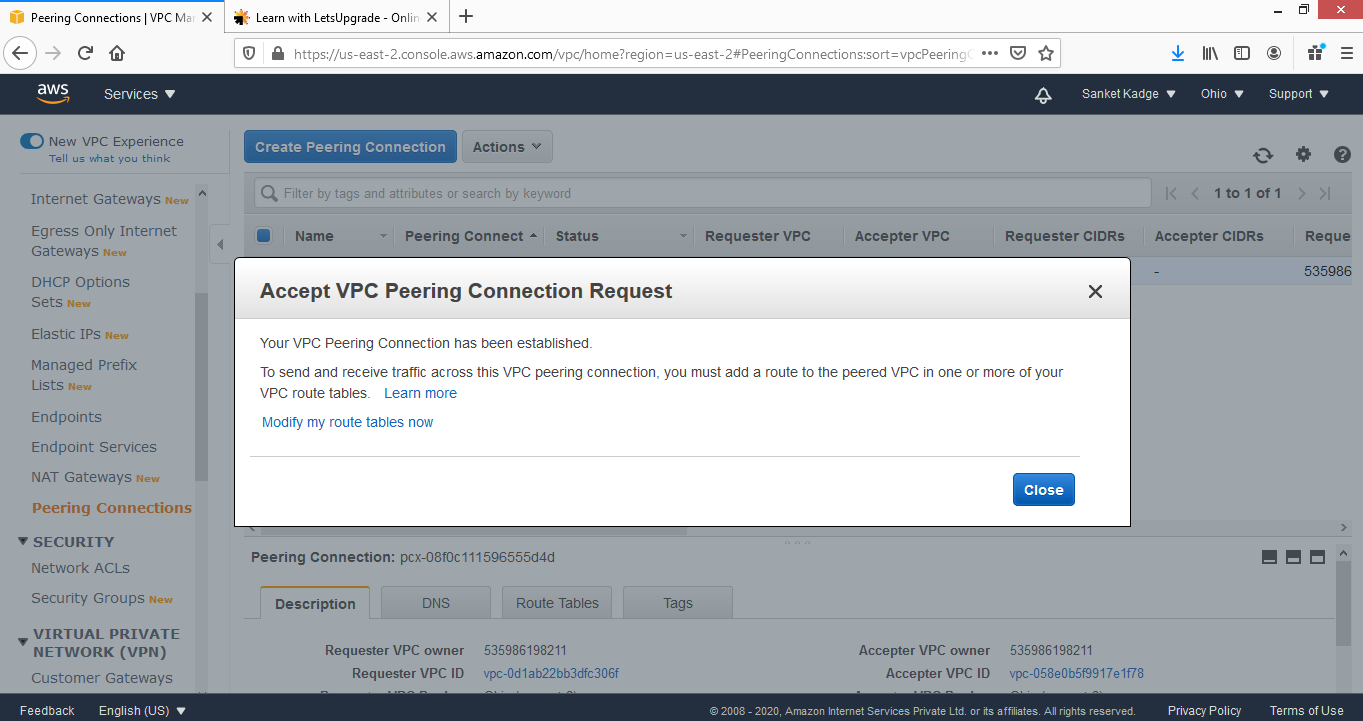 Peering Connections | VPC Ma
Learn with LetsUpgrade - Onlin
https://us-east-2.console.aws.amazon.com/vpc/home?region=us-east-2#PeeringConnections:sort=vpcPeering
aws
Services
Sanket Kadge
Ohio
Support
New VPC Experience
Tell us what you think
Internet Gateways New
Egress Only Internet
Gateways New
DHCP Options
Sets New
Elastic IPs New
Managed Prefix
Lists New
Endpoints
Endpoint Services
NAT Gateways New
Peering Connections
SECURITY
Network ACLs
Security Groups New
VIRTUAL PRIVATE
NETWORK (VPN)
Customer Gateways
Create Peering Connection
Actions
Filter by tags and attributes or search by keyword
1 to 1 of 1
Name
Peering Connect
Status
Requester VPC
Accepter VPC
Requester CIDRs
Accepter CIDRs
Reque
-
535986
Accept VPC Peering Connection Request
Your VPC Peering Connection has been established.
To send and receive traffic across this VPC peering connection, you must add a route to the peered VPC in one or more of your
VPC route tables. Learn more
Modify my route tables now
Close
Peering Connection: pcx-08f0c111596555d4d
Description
DNS
Route Tables
Tags
Requester VPC owner 535986198211
Accepter VPC owner 535986198211
Requester VPC ID vpc-0d1ab22bb3dfc306f
Accepter VPC ID vpc-058e0b5f9917e1f78
Feedback
English (US)
© 2008 - 2020, Amazon Internet Services Private Ltd. or its affiliates. All rights reserved.
Privacy Policy
Terms of Use